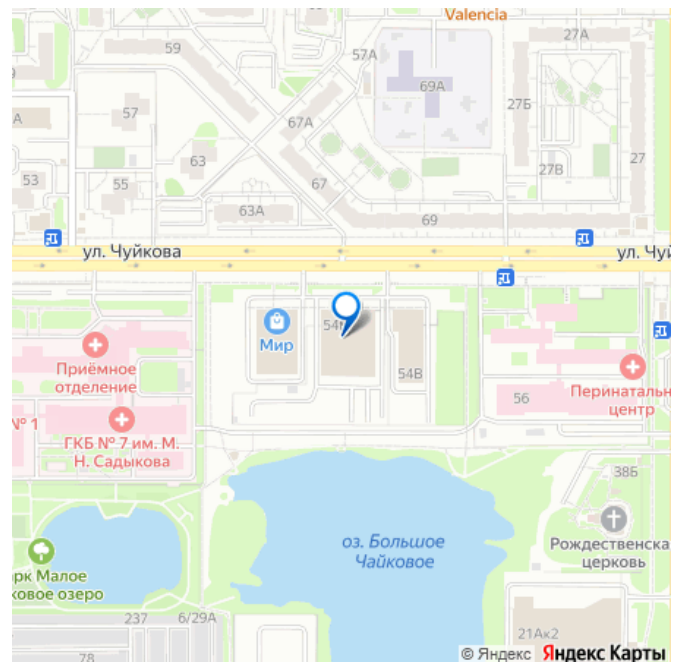 Valencia
59
57А
27А
69А
А
57
67А
27Б
63
27В
27
53
55
67
63А
69
ул. Чуйкова
ул. Чуй
54
Мир
54В
Приёмное
отделение
56
Перинатальн
центр
№ 1
ГКБ № 7 им. М.
Н. Садыкова
38Б
оз. Большое
Чайковое
Рождественска
церковь
рк Малое
ковое озеро
237
6/29А
21Ак2
78
© Яндекс Яндекс Карты